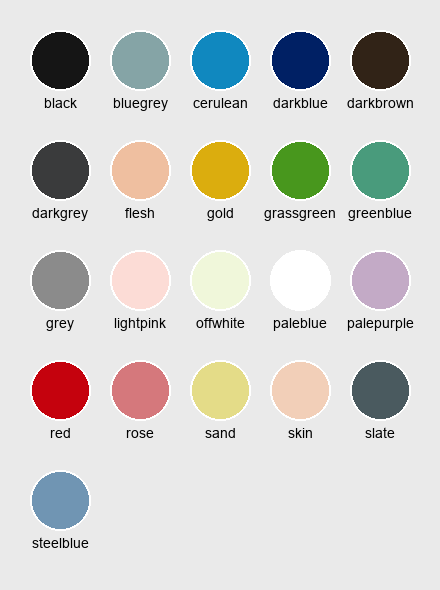 black bluegrey cerulean darkblue darkbrown
darkgrey flesh gold grassgreen greenblue
grey lightpink offwhite paleblue palepurple
red rose sand skin slate
steelblue